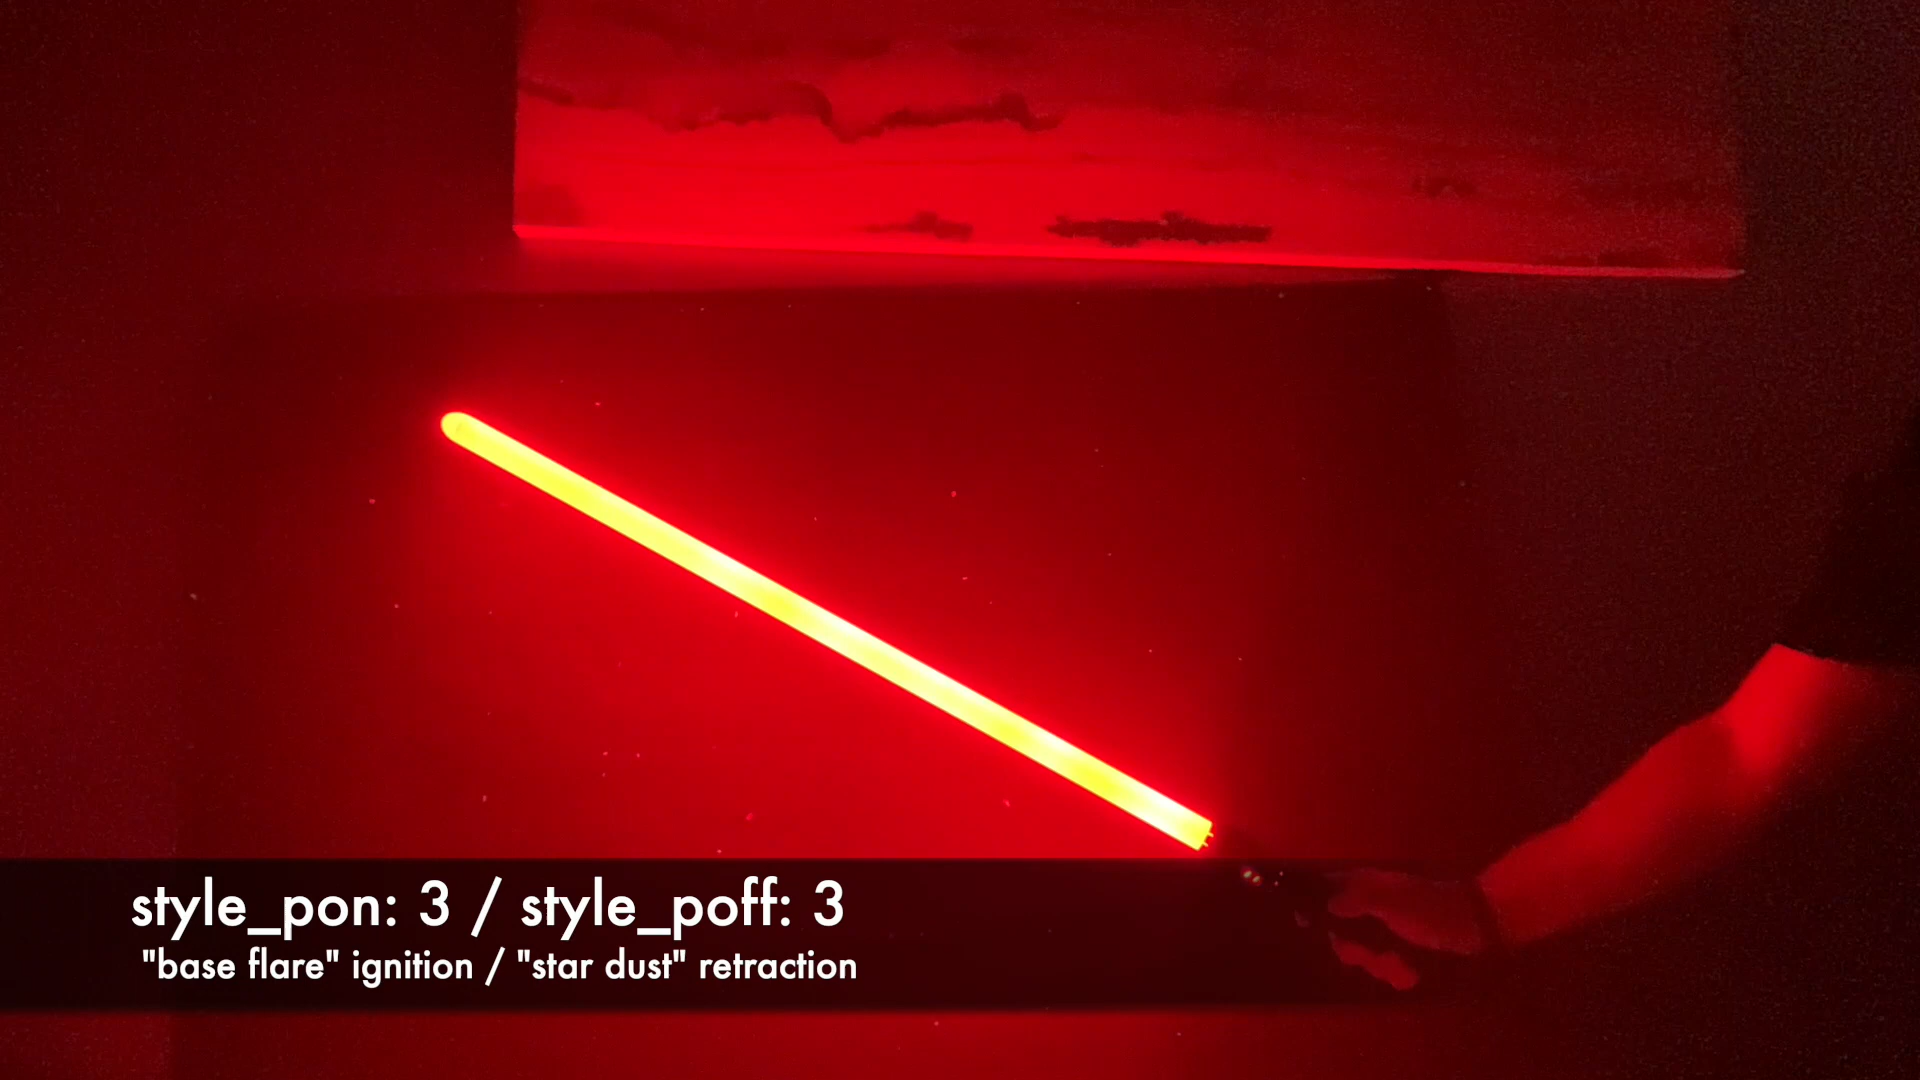 style_pon: 3 / style_poff: 3
"base flare" ignition / "star dust" retraction